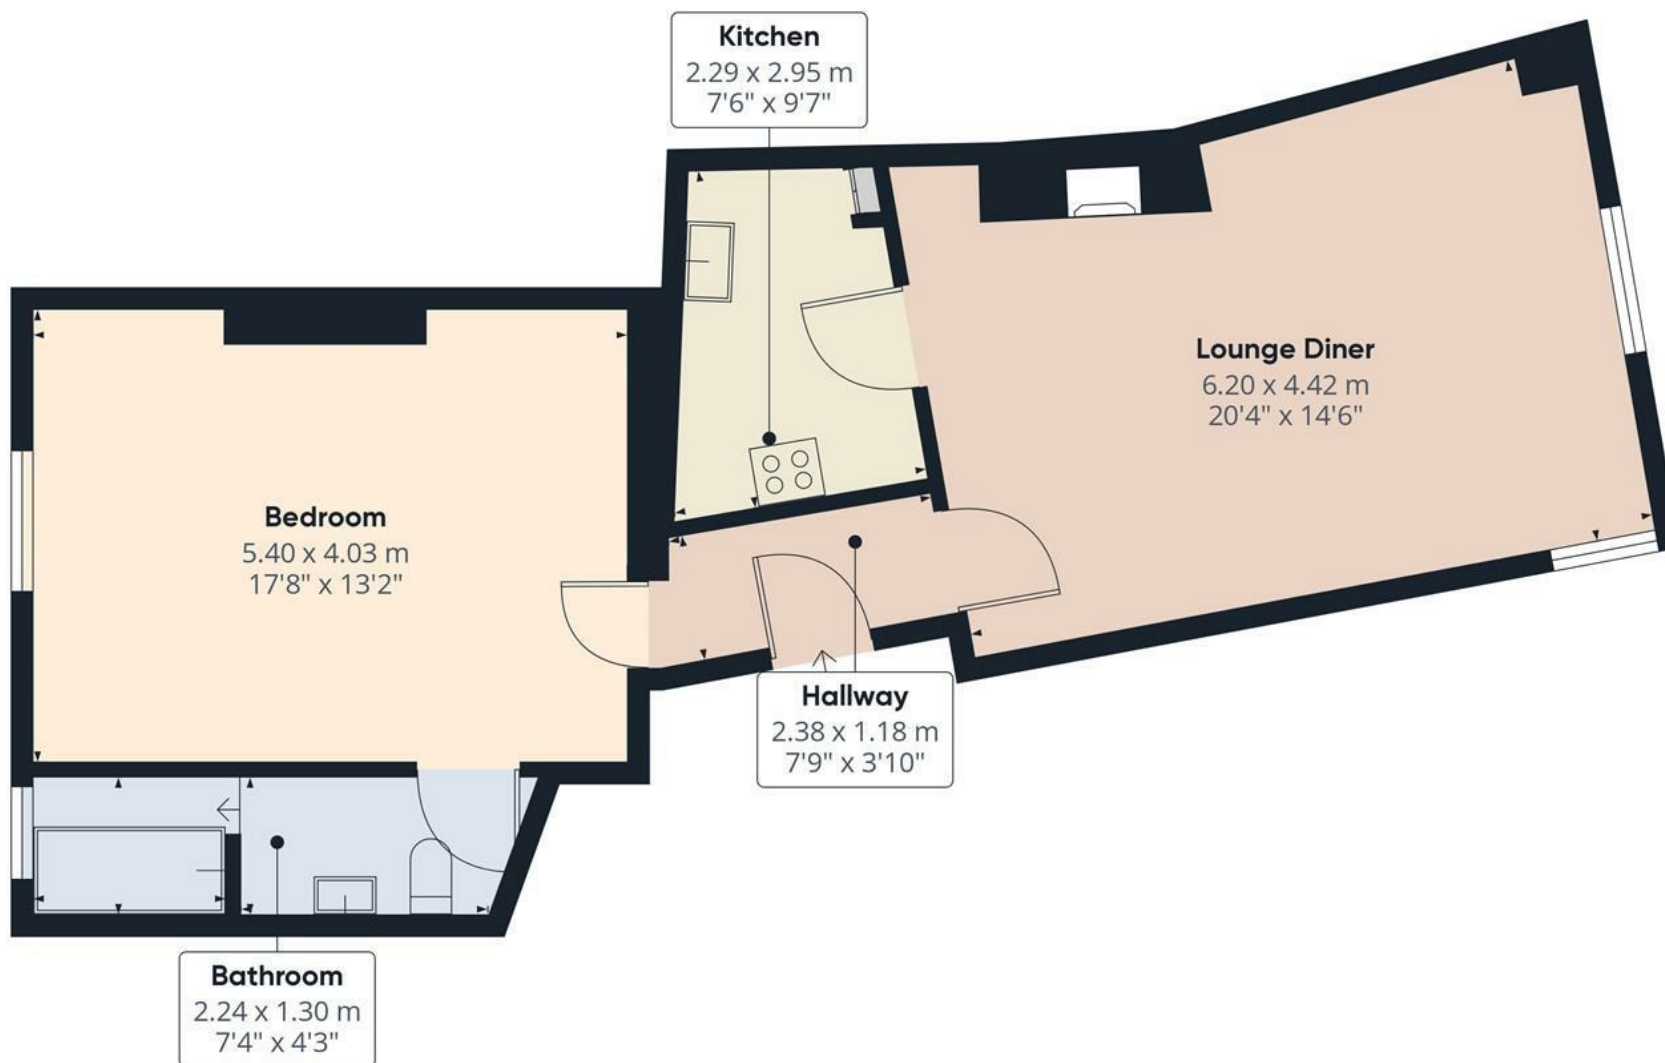 Kitchen
2.29 x 2.95 m
7'6" x 9'7"
Lounge Diner
6.20 x 4.42 m
20'4" x 14'6"
Bedroom
5.40 x 4.03 m
17'8" x 13'2"
Hallway
2.38 x 1.18 m
7'9" x 3'10"
Bathroom
2.24 x 1.30 m
7'4" x 4'3"